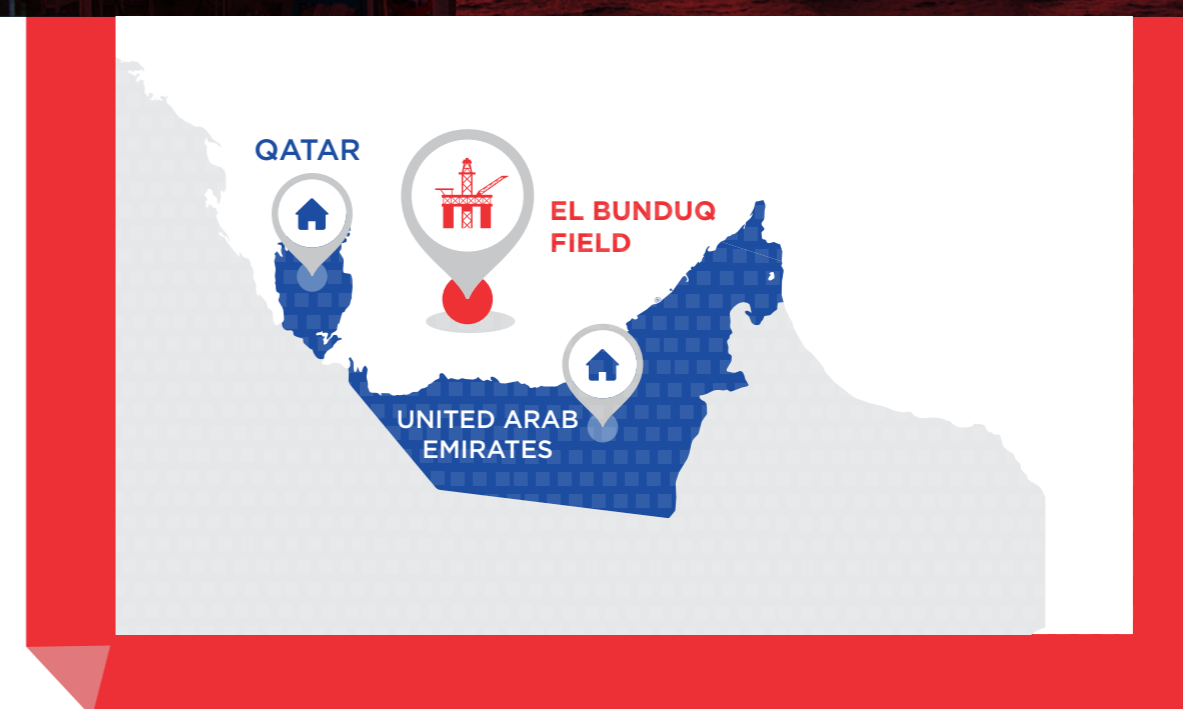 QATAR
EL BUNDUQ
FIELD
UNITED ARAB
EMIRATES